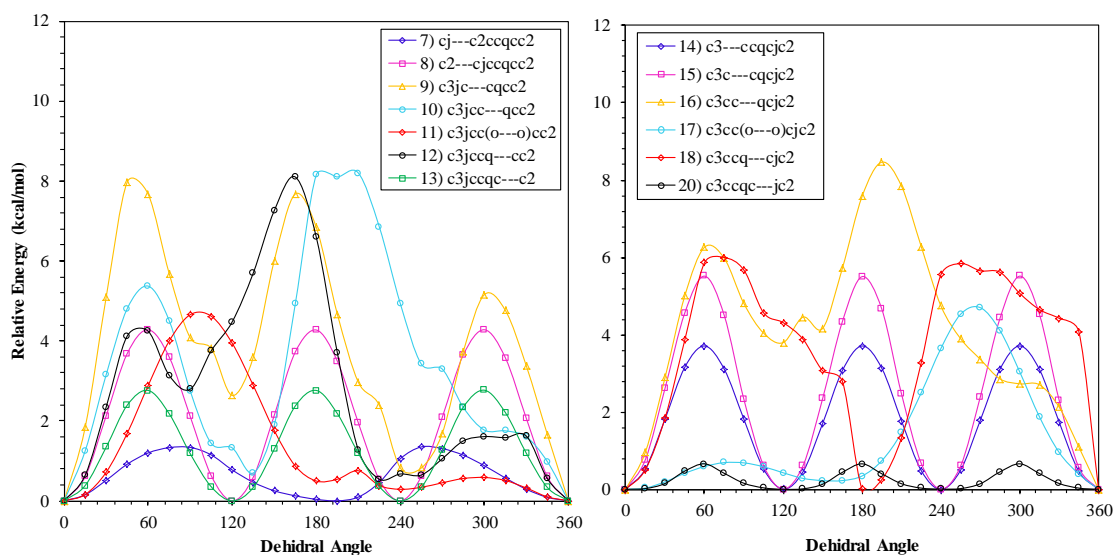 12
10
8
6
4
2
0
Relative Energy (kcal/mol)
7) cj---c2ccqcc2
8) c2---cjccqcc2
9) c3jc---cqcc2
10) c3jcc---qcc2
11) c3jcc(o---o)cc2
12) c3jccq---cc2
13) c3jccqc---c2
0 60 120 180 240 300 360
Dehidral Angle
12
10
8
6
4
2
0
14) c3---ccqcjc2
15) c3c---cqcjc2
16) c3cc---qcjc2
17) c3cc(o---o)cjc2
18) c3ccq---cjc2
20) c3ccqc---jc2
0 60 120 180 240 300 360
Dehidral Angle